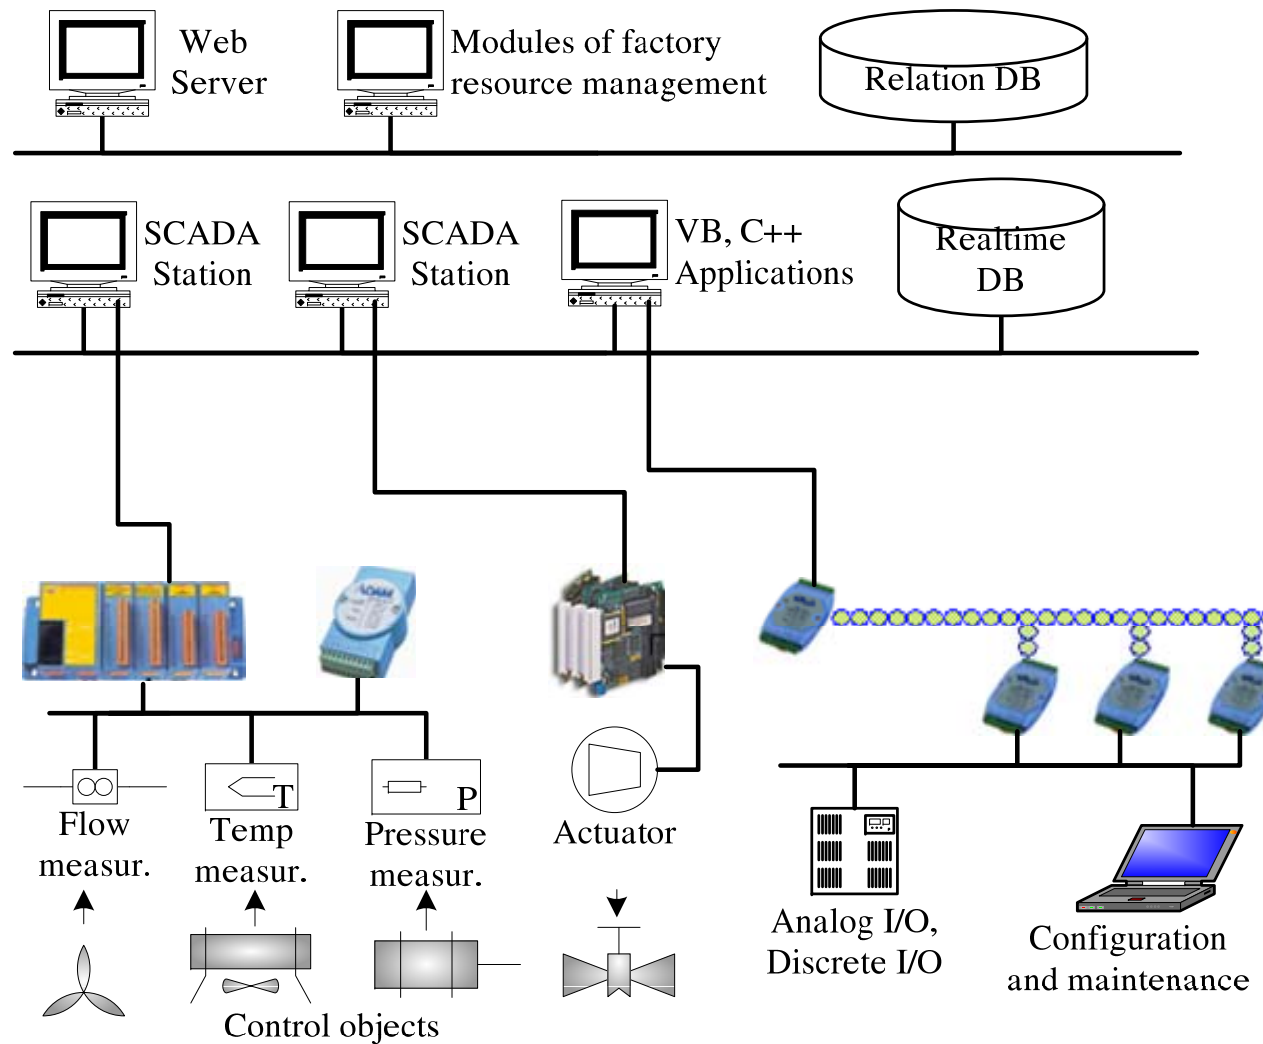 Web
Server
Modules of factory
resource management
Relation DB
SCADA
Station
SCADA
Station
VB, C++
Applications
Realtime
DB
ADAM
T
P
Flow
measur.
Temp
measur.
Pressure
measur.
Actuator
Analog I/O,
Discrete I/O
Configuration
and maintenance
Control objects